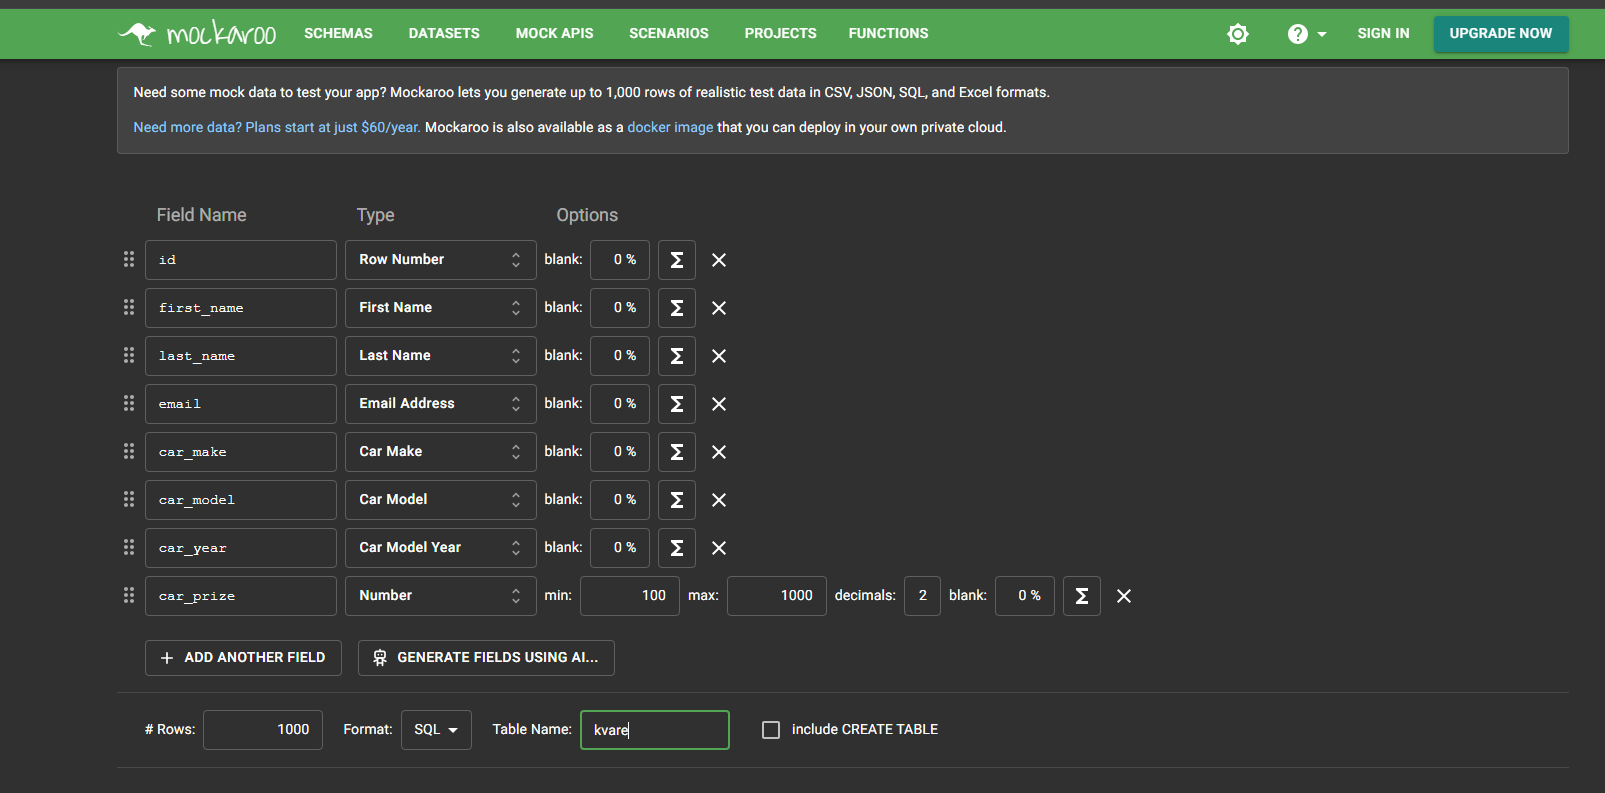 mockaroo SCHEMAS DATASETS MOCK APIS SCENARIOS PROJECTS FUNCTIONS ? SIGN IN UPGRADE NOW
Need some mock data to test your app? Mockaroo lets you generate up to 1,000 rows of realistic test data in CSV, JSON, SQL, and Excel formats.
Need more data? Plans start at just $60/year. Mockaroo is also available as a docker image that you can deploy in your own private cloud.
Field Name Type Options
id Row Number blank: 0 % Σ
first_name First Name blank: 0 % Σ
last_name Last Name blank: 0 % Σ
email Email Address blank: 0 % Σ
car_make Car Make blank: 0 % Σ
car_model Car Model blank: 0 % Σ
car_year Car Model Year blank: 0 % Σ
car_prize Number min: 100 max: 1000 decimals: 2 blank: 0 % Σ
+ ADD ANOTHER FIELD GENERATE FIELDS USING AI...
# Rows: 1000 Format: SQL Table Name: kvare include CREATE TABLE